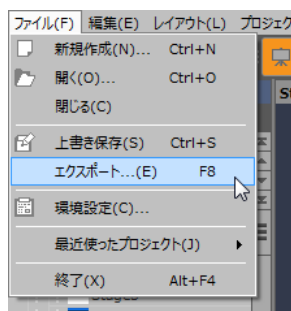 ファイル(F) 編集(E) レイアウト(L) プロジェク
新規作成(N)... Ctrl+N
開く(O)... Ctrl+O
閉じる(C)
上書き保存(S) Ctrl+S
エクスポート...(E) F8
環境設定(C)...
最近使ったプロジェクト(J)
終了(X) Alt+F4